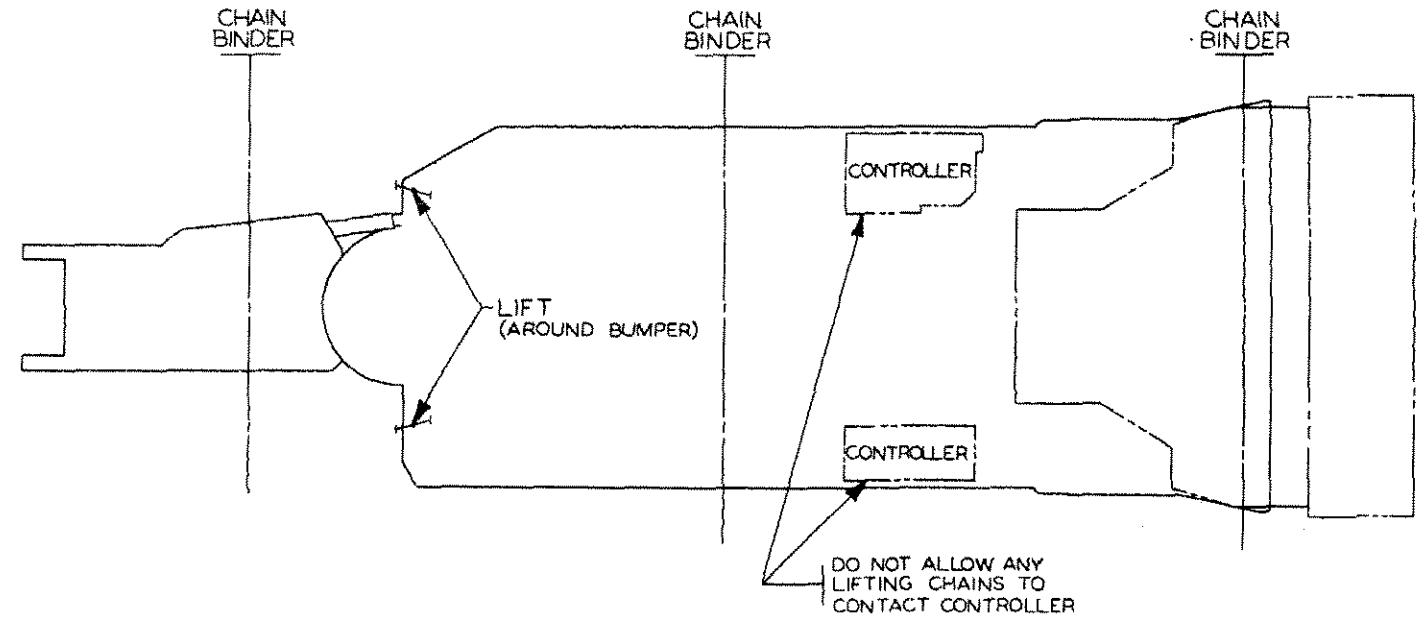 CHAIN
BINDER
CHAIN
BINDER
CHAIN
BINDER
CONTROLLER
LIFT
(AROUND BUMPER)
CONTROLLER
DO NOT ALLOW ANY
LIFTING CHAINS TO
CONTACT CONTROLLER